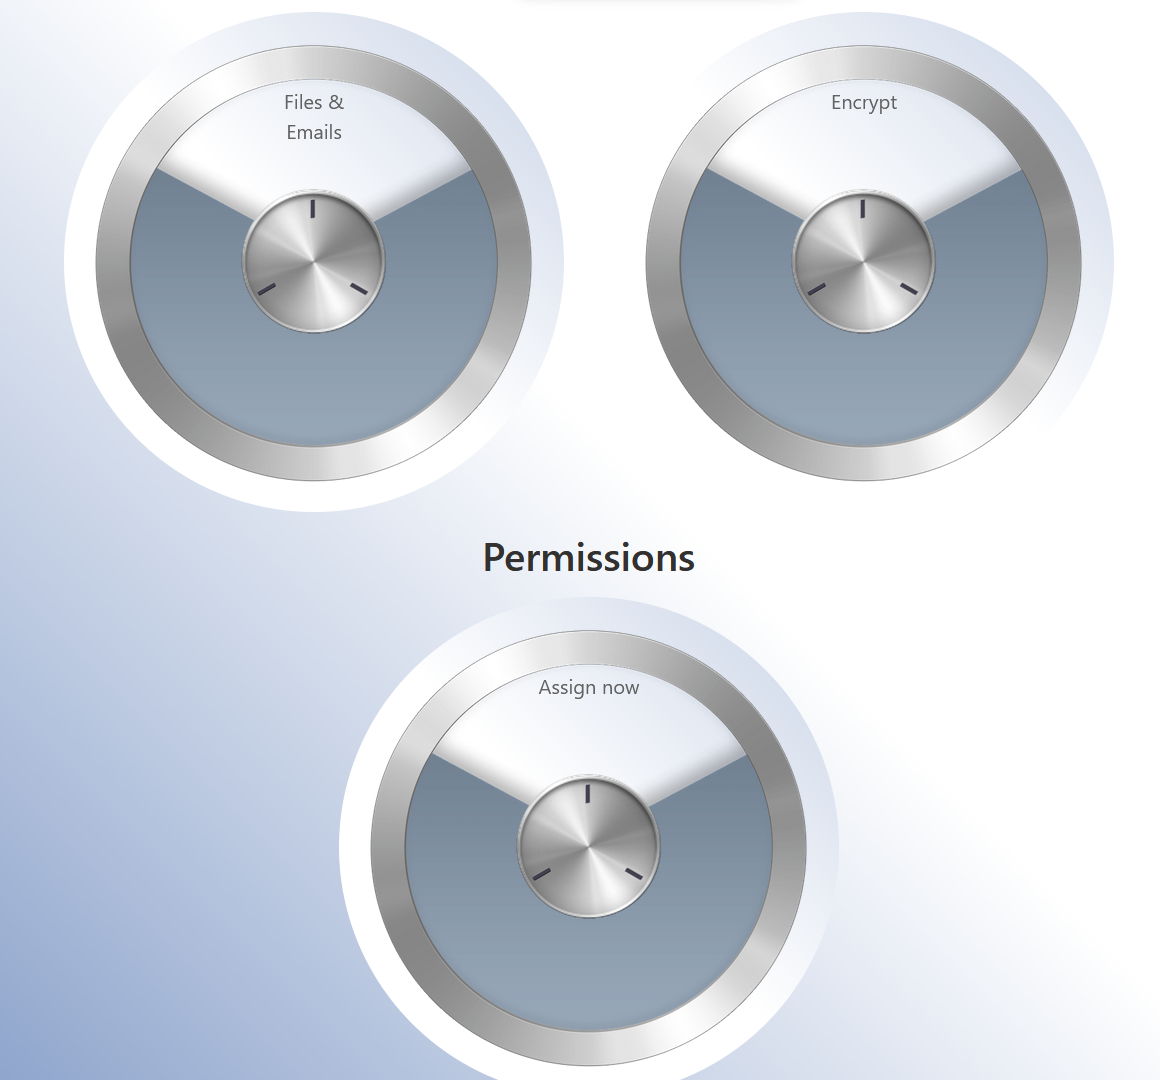 Files &
Emails
Encrypt
Permissions
Assign now